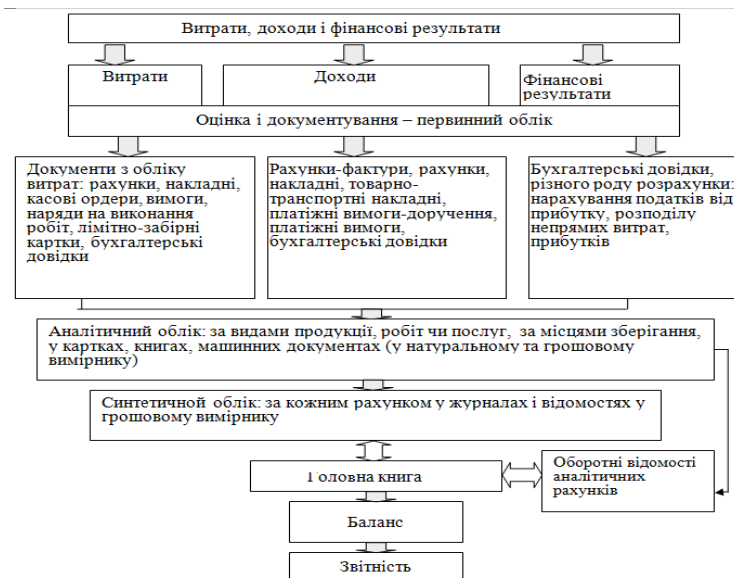 Витрати, доходи і фінансові результати
Витрати
Доходи
Фінансові
результати
Оцінка і документування – первинний облік
Документи з обліку
витрат: рахунки, накладні,
касові ордери, вимоги,
наряди на виконання
робіт, лімітно-забірні
картки, бухгалтерські
довідки
Рахунки-фактури, рахунки,
накладні, товарно-
транспортні накладні,
платіжні вимоги-доручення,
платіжні вимоги,
бухгалтерські довідки
Бухгалтерські довідки,
різного роду розрахунки:
нарахування податків від
прибутку, розподілу
непрямих витрат,
прибутків
Аналітичний облік: за видами продукції, робіт чи послуг, за місцями зберігання,
у картках, книгах, машинних документах (у натуральному та грошовому
вимірнику)
Синтетичной облік: за кожним рахунком у журналах і відомостях у
грошовому вимірнику
Головна книга
Оборотні відомості
аналітичних
рахунків
Баланс
Звітність